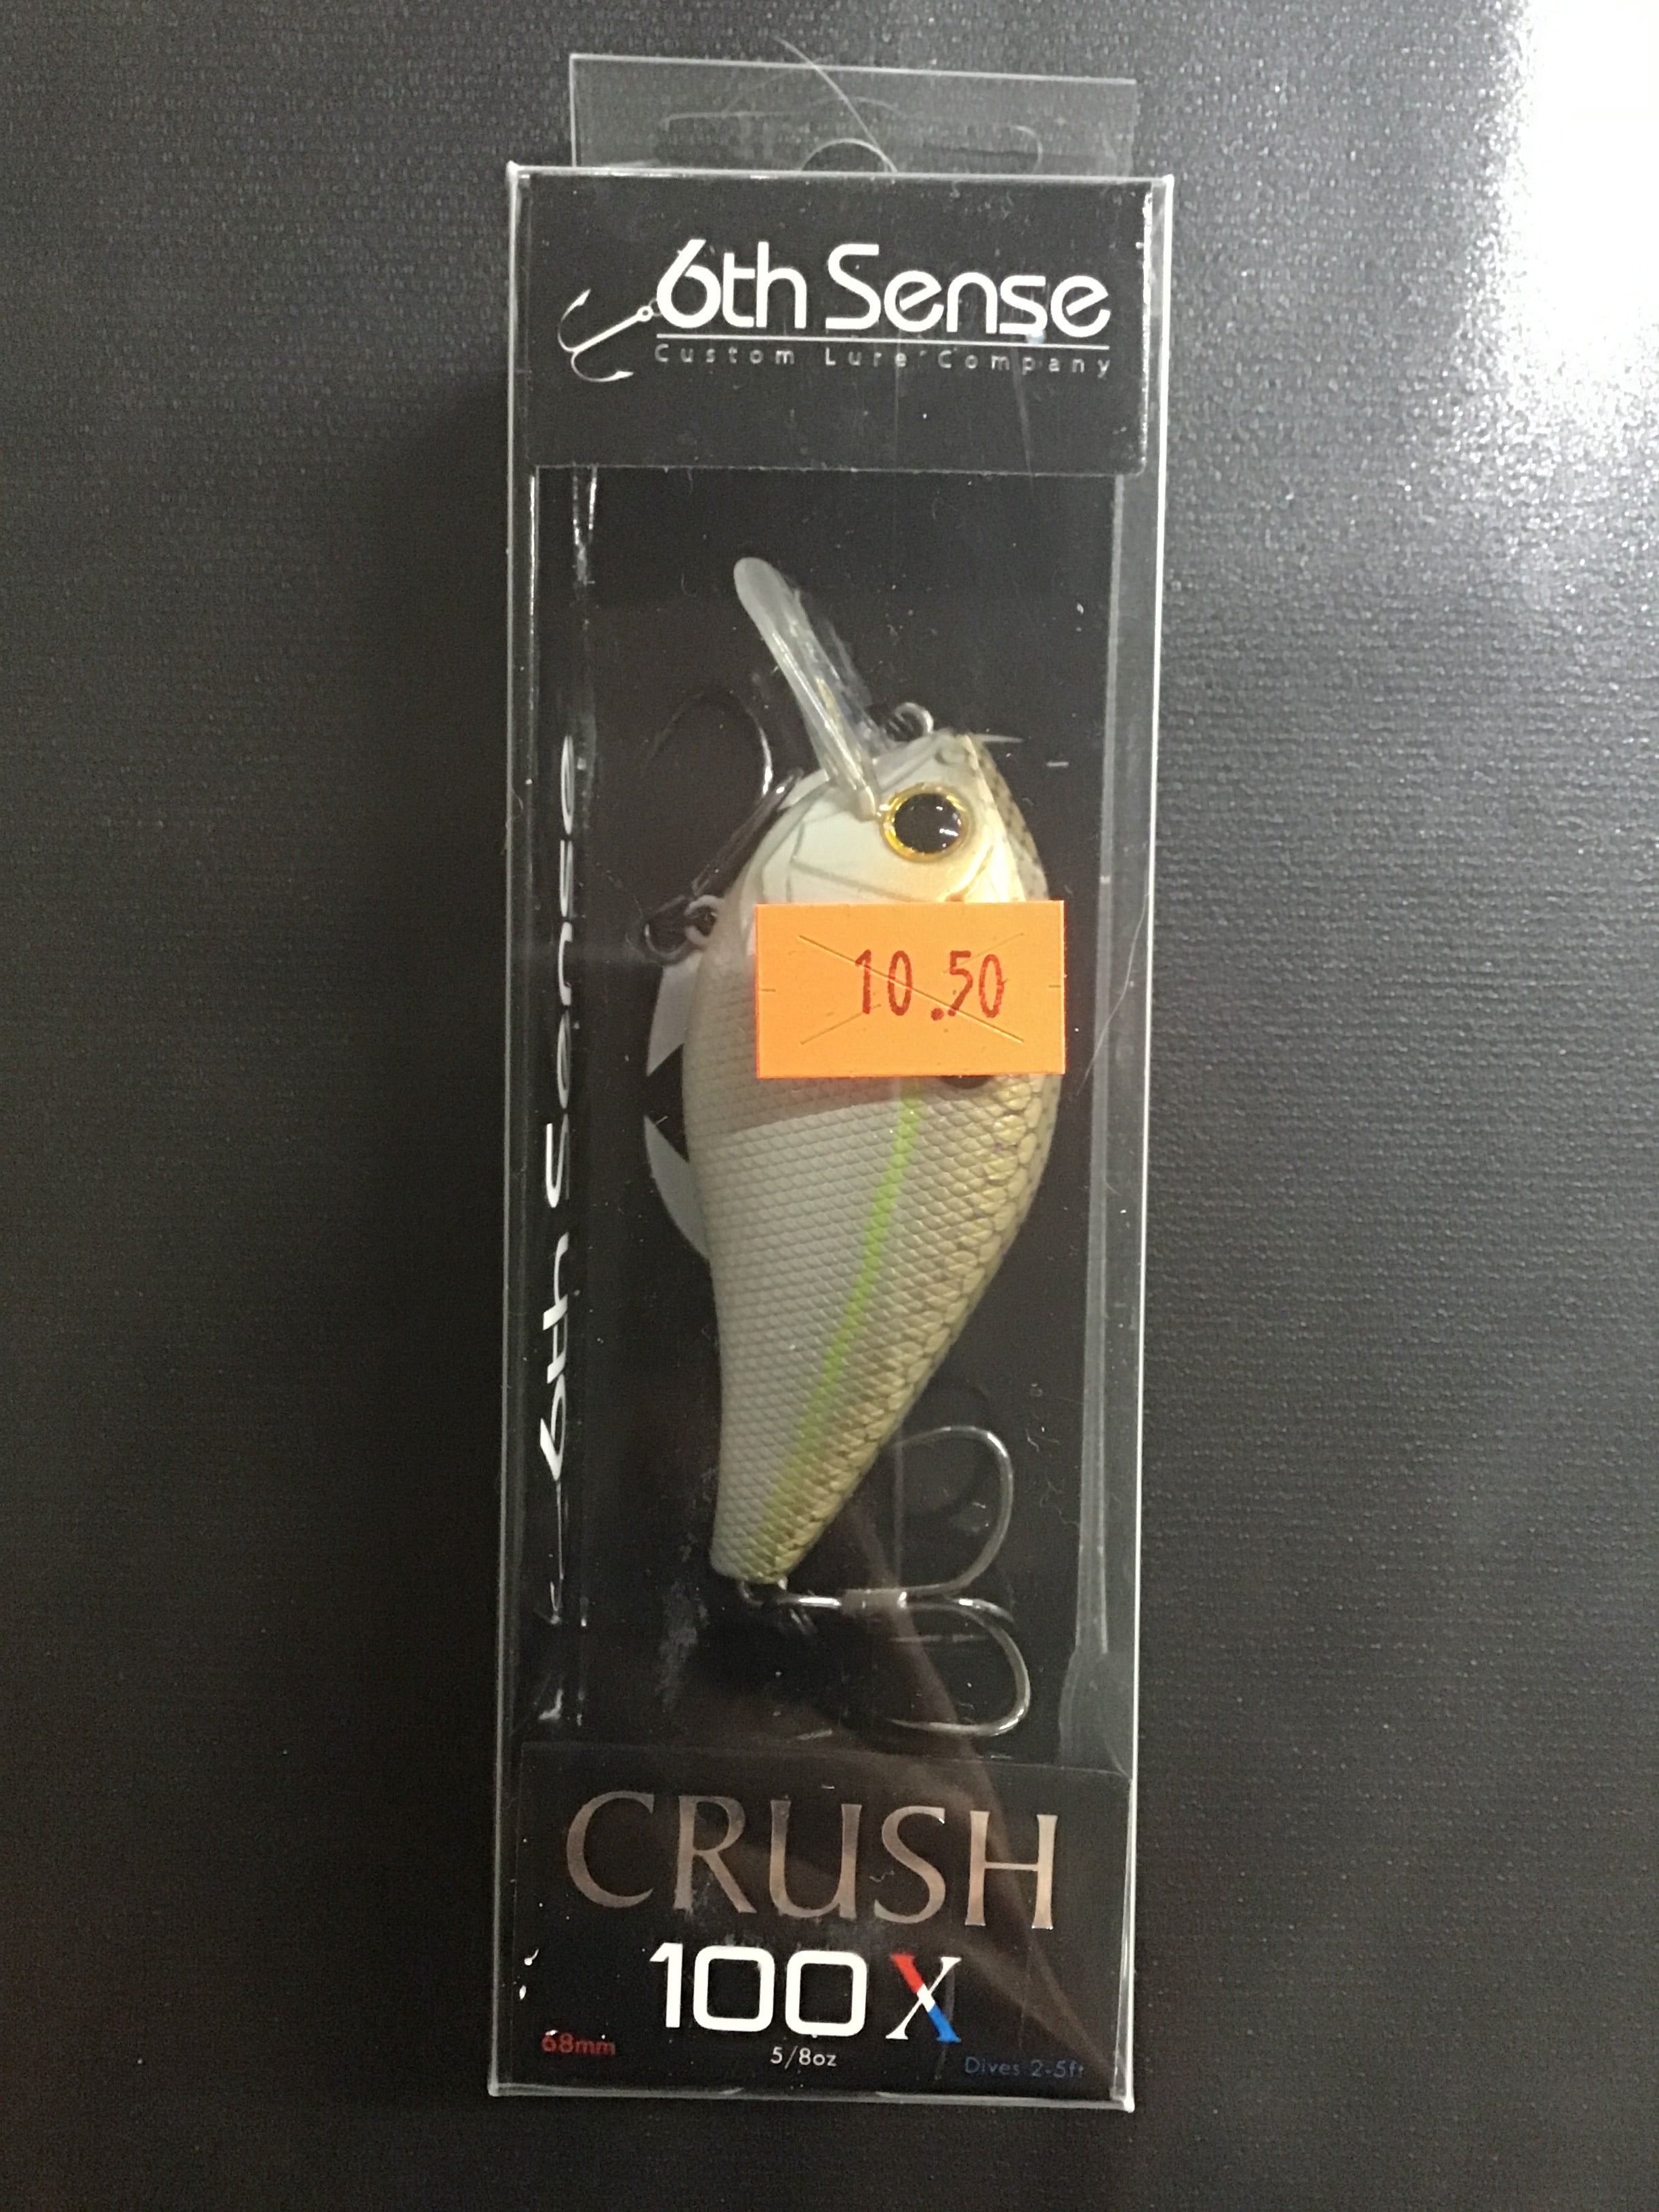 6th Sense
Custom Lure Company
6th Sense
10.50
CRUSH
100X
68mm
5/8oz
Dives 2-5ft